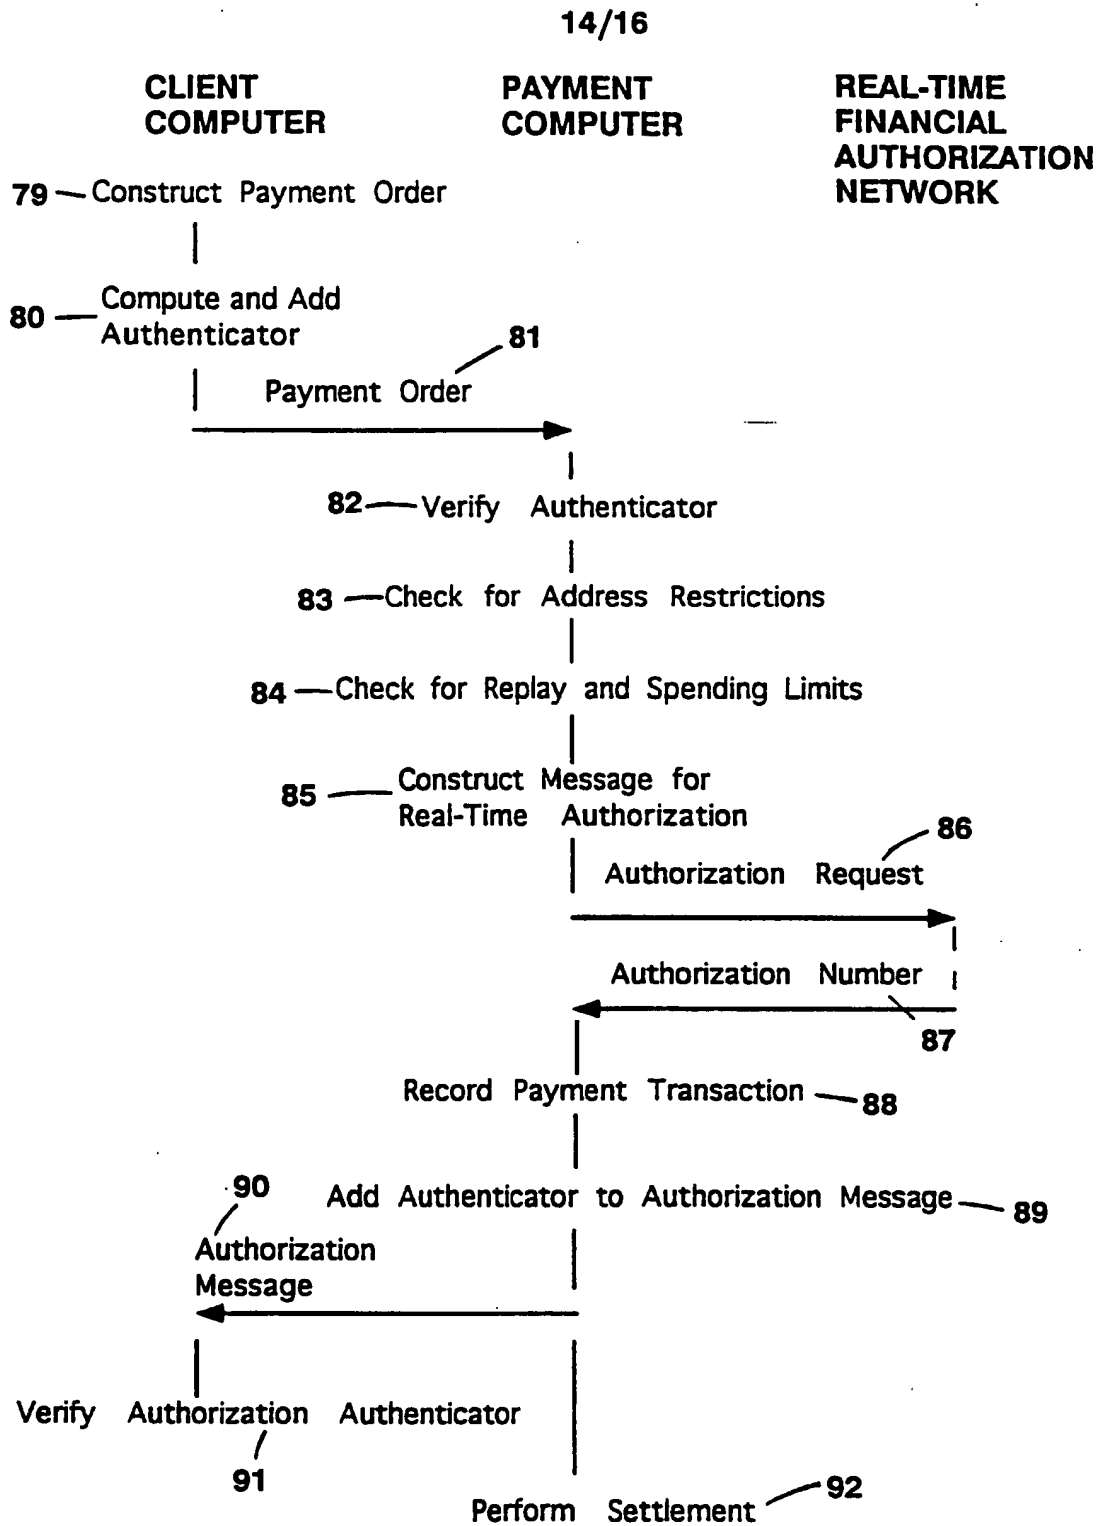 14/16
CLIENT
COMPUTER
PAYMENT
COMPUTER
REAL-TIME
FINANCIAL
AUTHORIZATION
NETWORK
79 Construct Payment Order
80 Compute and Add
Authenticator
81
Payment Order
82 Verify Authenticator
83 Check for Address Restrictions
84 Check for Replay and Spending Limits
85 Construct Message for
Real-Time Authorization
86
Authorization Request
Authorization Number
87
Record Payment Transaction 88
90
Add Authenticator to Authorization Message 89
Authorization
Message
Verify Authorization Authenticator
91
92
Perform Settlement